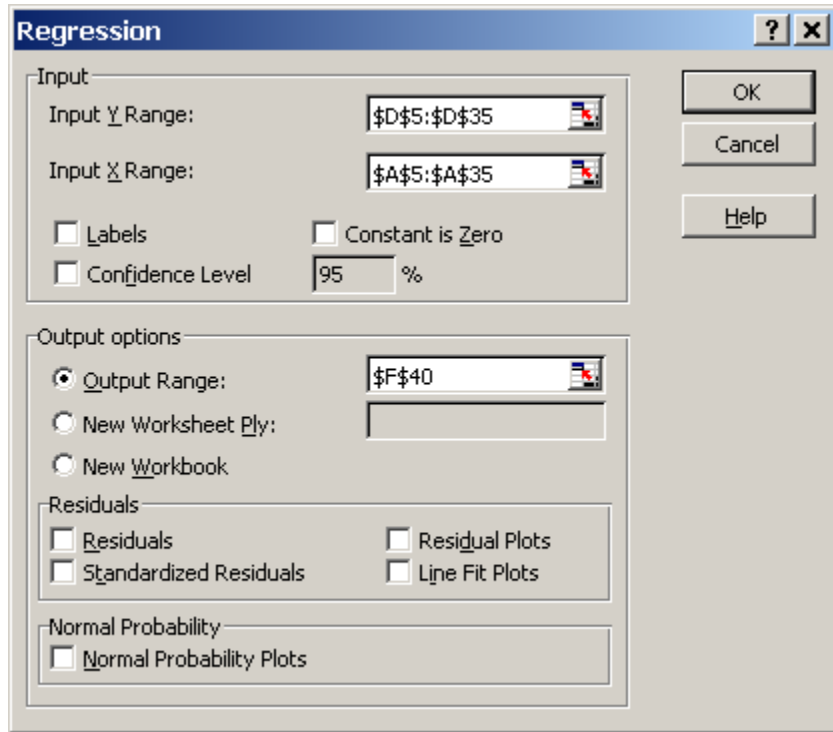 Regression
Input
Input Y Range: $D$5:$D$35
Input X Range: $A$5:$A$35
Labels Constant is Zero
Confidence Level 95 %
OK
Cancel
Help
Output options
Output Range: $F$40
New Worksheet Ply:
New Workbook
Residuals
Residuals Residual Plots
Standardized Residuals Line Fit Plots
Normal Probability
Normal Probability Plots